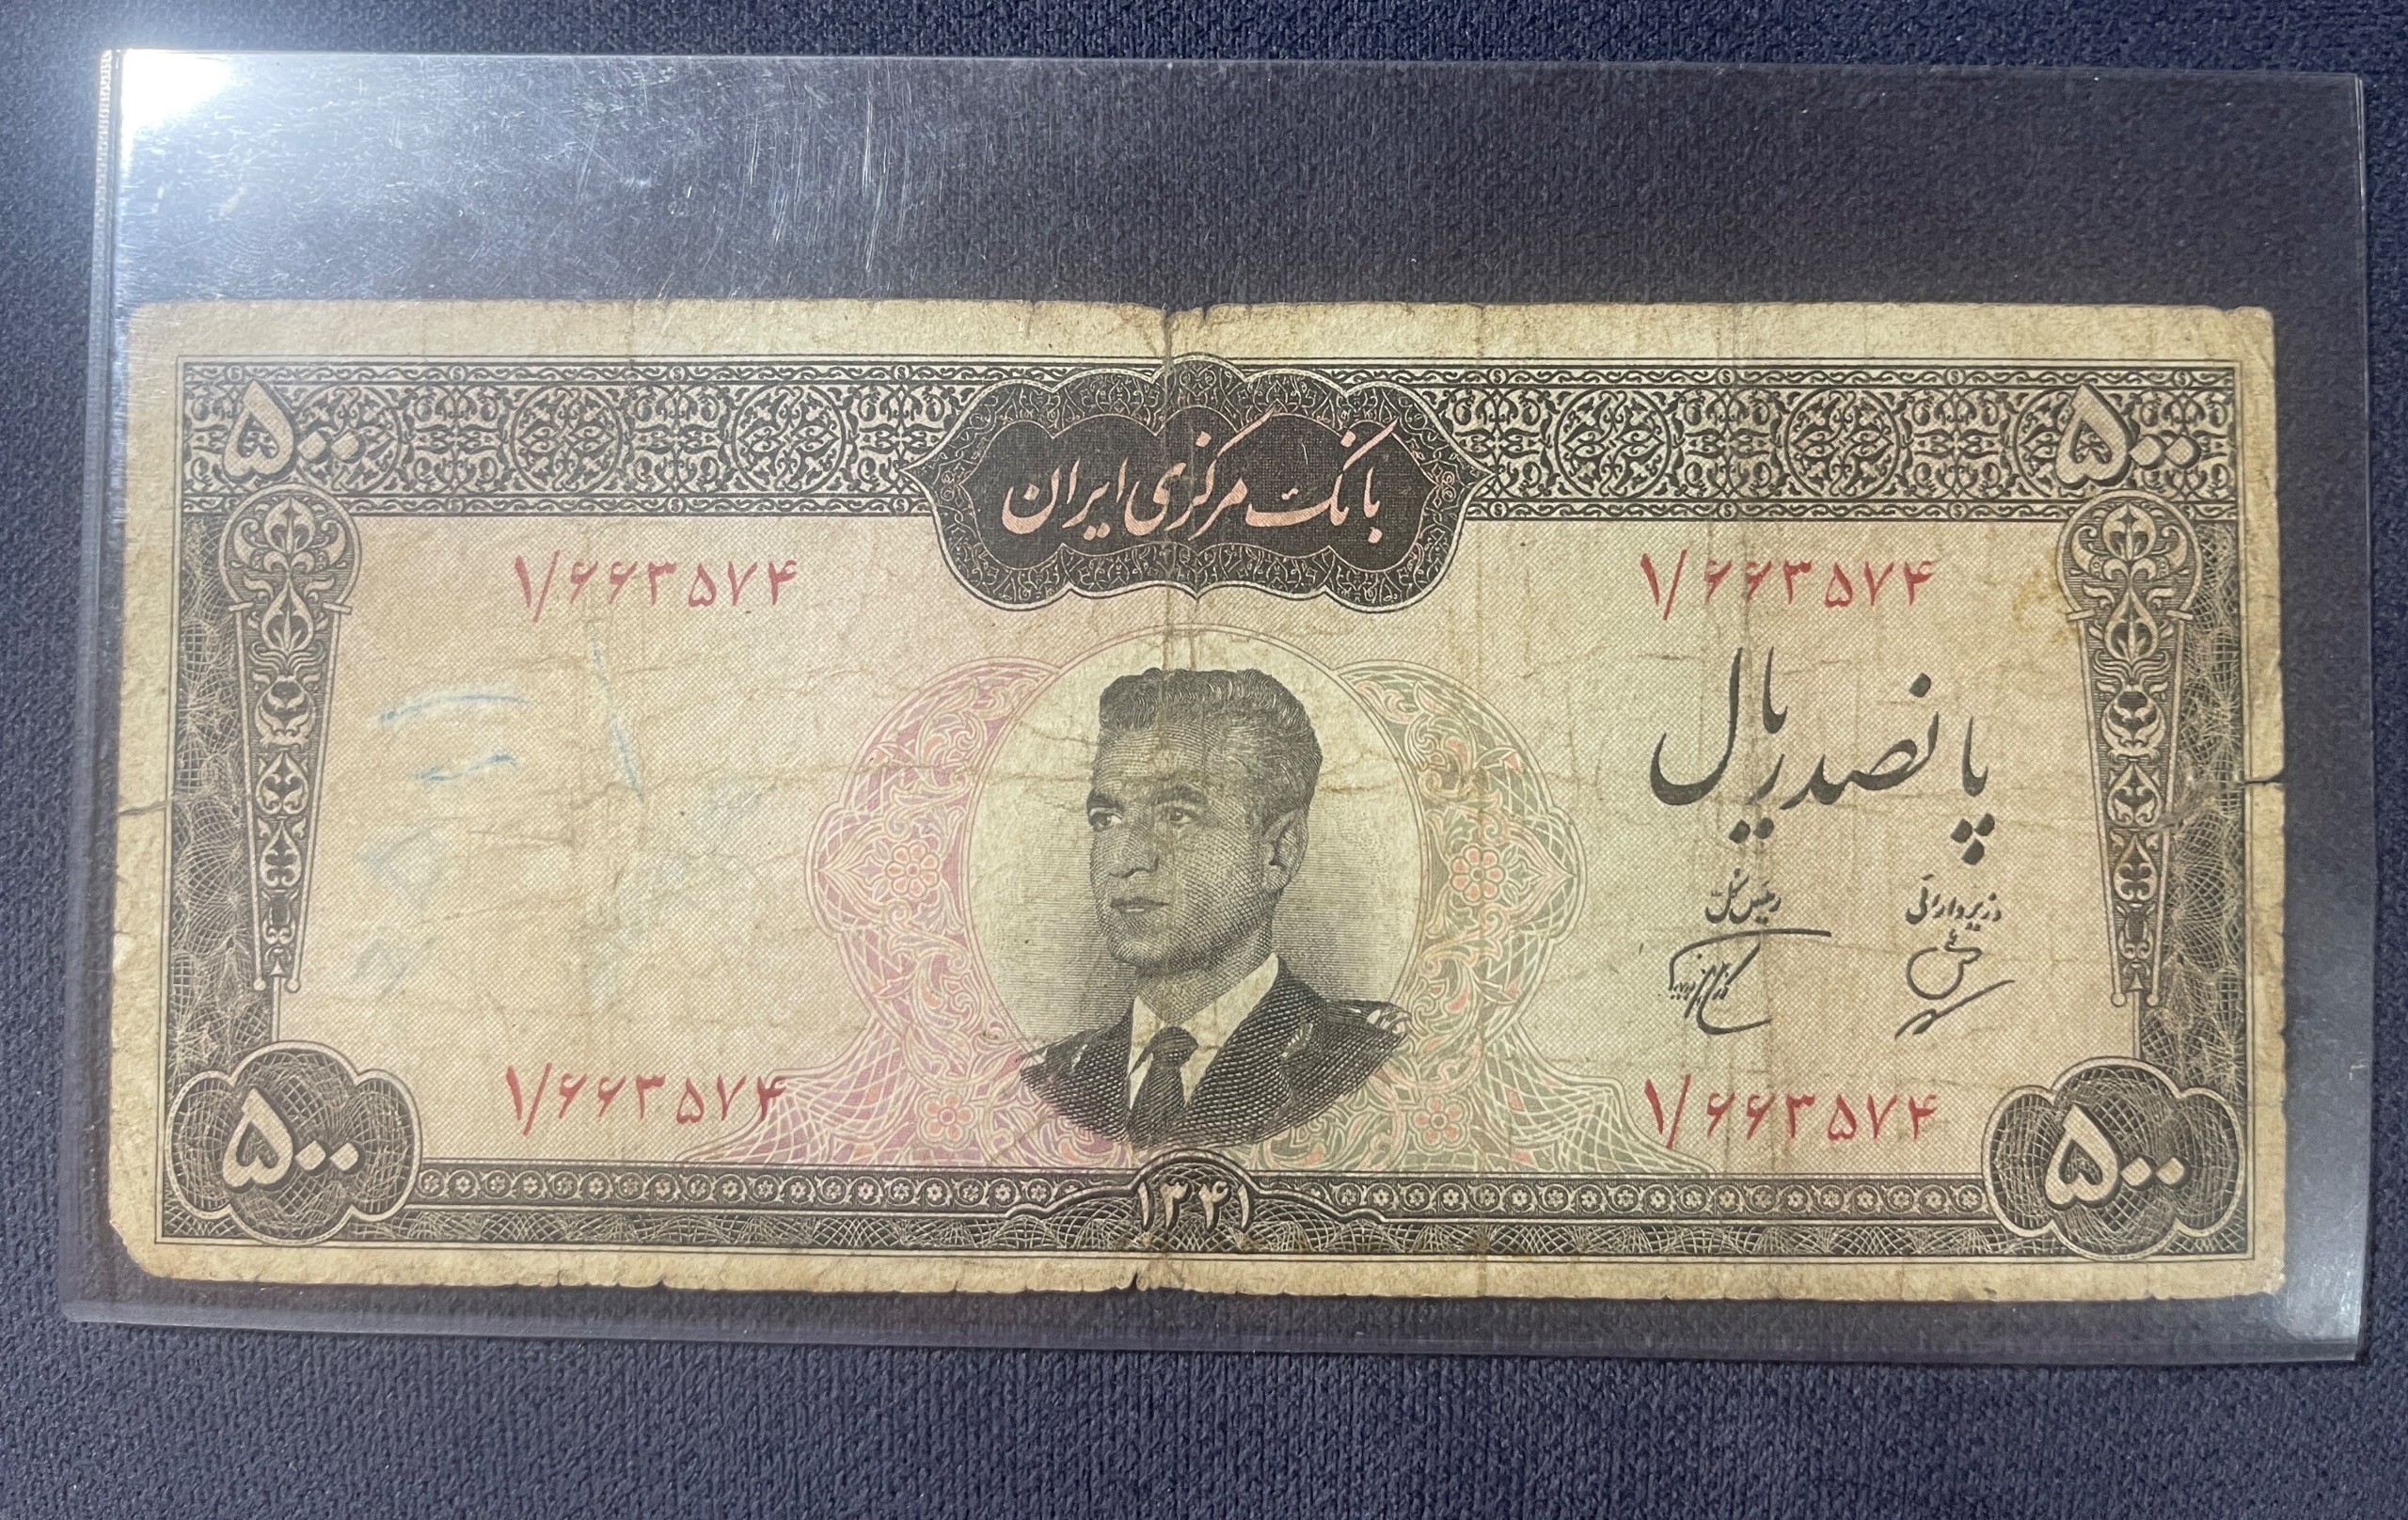 ۵۰۰ ۵۰۰
بانک مرکزی ایران
۱/۶۶۳۵۷۴ ۱/۶۶۳۵۷۴
پانصد ریال
وزیر دارائی رئیس کل
۱/۶۶۳۵۷۴ ۱/۶۶۳۵۷۴
۵۰۰ ۵۰۰
۱۳۴۱